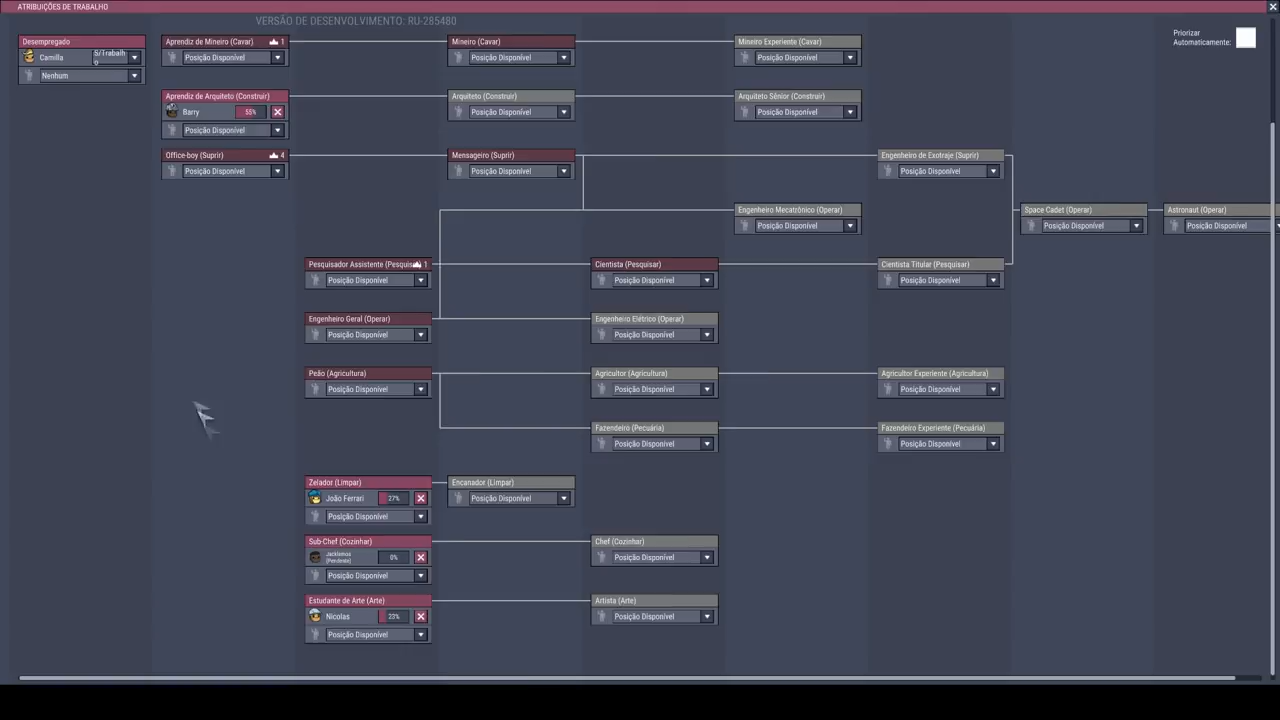 ATRIBUIÇÕES DE TRABALHO
VERSÃO DE DESENVOLVIMENTO: RU-285480
Priorizar
Automaticamente:
Desempregado
Camilla
S/Trabalh
o
Nenhum
Aprendiz de Mineiro (Cavar) 1
Posição Disponível
Mineiro (Cavar)
Posição Disponível
Mineiro Experiente (Cavar)
Posição Disponível
Aprendiz de Arquiteto (Construir)
Barry 55%
Posição Disponível
Arquiteto (Construir)
Posição Disponível
Arquiteto Sênior (Construir)
Posição Disponível
Office-boy (Suprir) 4
Posição Disponível
Mensageiro (Suprir)
Posição Disponível
Engenheiro de Exotraje (Suprir)
Posição Disponível
Engenheiro Mecatrônico (Operar)
Posição Disponível
Space Cadet (Operar)
Posição Disponível
Astronaut (Operar)
Posição Disponível
Pesquisador Assistente (Pesquisar) 1
Posição Disponível
Cientista (Pesquisar)
Posição Disponível
Cientista Titular (Pesquisar)
Posição Disponível
Engenheiro Geral (Operar)
Posição Disponível
Engenheiro Elétrico (Operar)
Posição Disponível
Peão (Agricultura)
Posição Disponível
Agricultor (Agricultura)
Posição Disponível
Agricultor Experiente (Agricultura)
Posição Disponível
Fazendeiro (Pecuária)
Posição Disponível
Fazendeiro Experiente (Pecuária)
Posição Disponível
Zelador (Limpar)
João Ferrari 27%
Posição Disponível
Encanador (Limpar)
Posição Disponível
Sub-Chef (Cozinhar)
Jacklemos
[Pendente]
0%
Posição Disponível
Chef (Cozinhar)
Posição Disponível
Estudante de Arte (Arte)
Nicolas 23%
Posição Disponível
Artista (Arte)
Posição Disponível